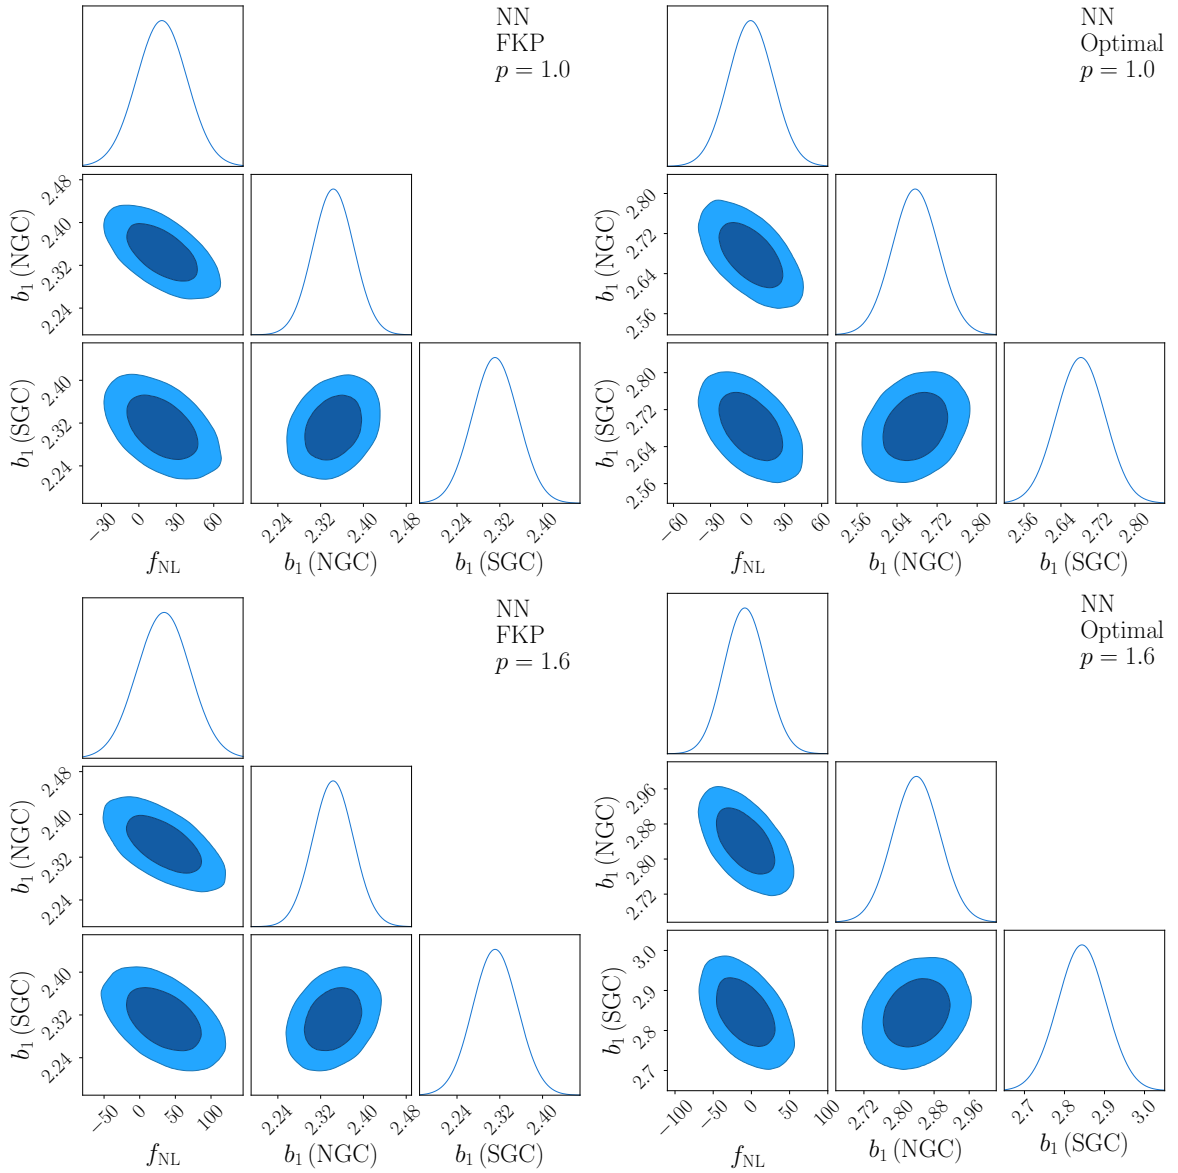 NN
FKP
p = 1.0
2.48
2.40
2.32
2.24
b₁ (NGC)
2.40
2.32
2.24
b₁ (SGC)
−30 0 30 60
f_NL
2.24 2.32 2.40 2.48
b₁ (NGC)
2.24 2.32 2.40
b₁ (SGC)
NN
Optimal
p = 1.0
2.80
2.72
2.64
2.56
b₁ (NGC)
2.80
2.72
2.64
2.56
b₁ (SGC)
−60 −30 0 30 60
f_NL
2.56 2.64 2.72 2.80
b₁ (NGC)
2.56 2.64 2.72 2.80
b₁ (SGC)
NN
FKP
p = 1.6
2.48
2.40
2.32
2.24
b₁ (NGC)
2.40
2.32
2.24
b₁ (SGC)
−50 0 50 100
f_NL
2.24 2.32 2.40 2.48
b₁ (NGC)
2.24 2.32 2.40
b₁ (SGC)
NN
Optimal
p = 1.6
2.96
2.88
2.80
2.72
b₁ (NGC)
3.0
2.9
2.8
2.7
b₁ (SGC)
−100 −50 0 50 100
f_NL
2.72 2.80 2.88 2.96
b₁ (NGC)
2.7 2.8 2.9 3.0
b₁ (SGC)